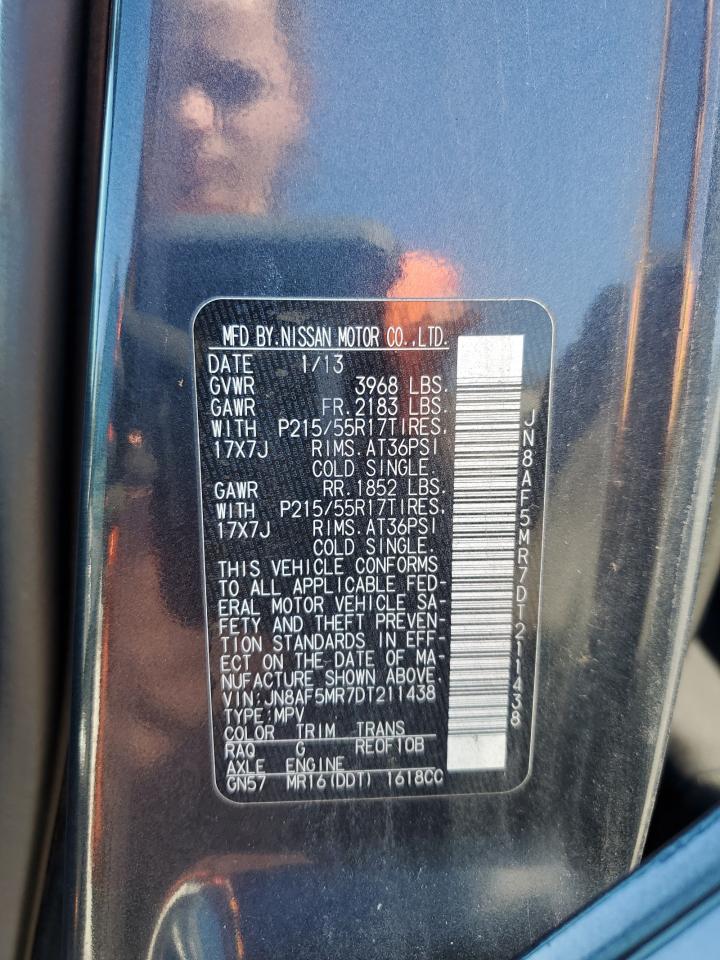 MFD BY.NISSAN MOTOR CO.,LTD.
DATE 1/13
GVWR 3968 LBS.
GAWR FR.2183 LBS.
WITH P215/55R17TIRES.
17X7J RIMS.AT36PSI
COLD SINGLE.
GAWR RR.1852 LBS.
WITH P215/55R17TIRES.
17X7J RIMS.AT36PSI
COLD SINGLE.
THIS VEHICLE CONFORMS
TO ALL APPLICABLE FED-
ERAL MOTOR VEHICLE SA-
FETY AND THEFT PREVEN-
TION STANDARDS IN EFF-
ECT ON THE DATE OF MA-
NUFACTURE SHOWN ABOVE.
VIN:JN8AF5MR7DT211438
TYPE:MPV
COLOR TRIM TRANS
RAQ G RE0F10B
AXLE ENGINE
GN57 MR16(DDT) 1618CC
JN8AF5MR7DT211438